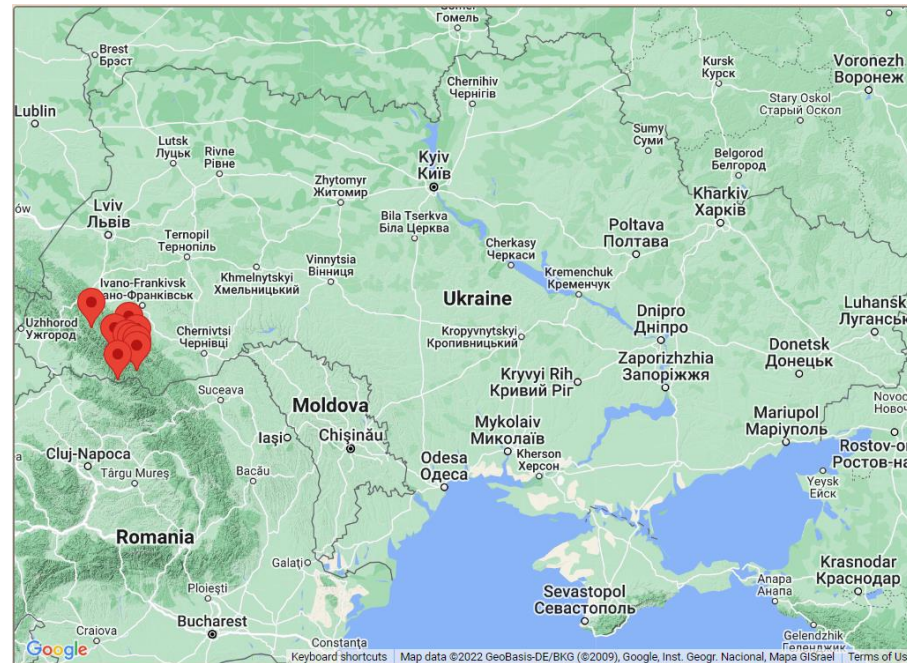 Gomel
Гомель
Brest
Брэст
Chernihiv
Чернігів
Kursk
Курск
Voronezh
Воронеж
Lublin
Stary Oskol
Старый Оскол
Lutsk
Луцьк
Rivne
Рівне
Sumy
Суми
Belgorod
Белгород
Kyiv
Київ
Zhytomyr
Житомир
Kharkiv
Харків
Lviv
Львів
Bila Tserkva
Біла Церква
Poltava
Полтава
Ternopil
Тернопіль
Cherkasy
Черкаси
Khmelnytskyi
Хмельницький
Vinnytsia
Вінниця
Kremenchuk
Кременчук
Ivano-Frankivsk
ано-Франківськ
Ukraine
Luhansk
Луганськ
Uzhhorod
Ужгород
Chernivtsi
Чернівці
Kropyvnytskyi
Кропивницький
Dnipro
Дніпро
Donetsk
Донецьк
Zaporizhzhia
Запоріжжя
Kryvyi Rih
Кривий Ріг
Suceava
Moldova
Novoc
Новоч
Mariupol
Маріуполь
Mykolaiv
Миколаїв
Iași
Chișinău
Kherson
Херсон
Rostov-on
Ростов-на
Cluj-Napoca
Târgu Mureș
Bacău
Odesa
Одеса
Yeysk
Ейск
Romania
Galați
Krasnodar
Краснодар
Ploiești
Sevastopol
Севастополь
Anapa
Анапа
Bucharest
Craiova
Constanța
Gelendzhik
Геленджик
Google
Keyboard shortcuts
Map data ©2022 GeoBasis-DE/BKG (©2009), Google, Inst. Geogr. Nacional, Mapa GISrael
Terms of Us